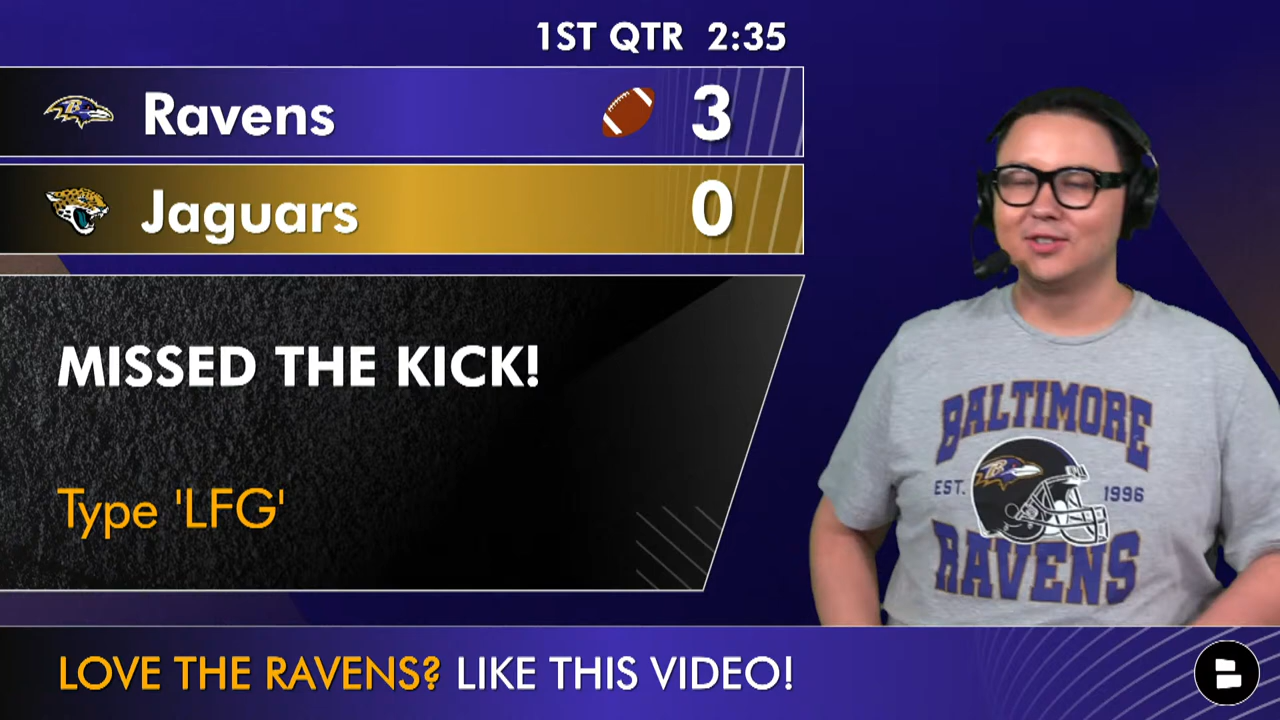 1ST QTR 2:35
Ravens 3
Jaguars 0
MISSED THE KICK!
Type 'LFG'
BALTIMORE
EST. 1996
RAVENS
LOVE THE RAVENS? LIKE THIS VIDEO!